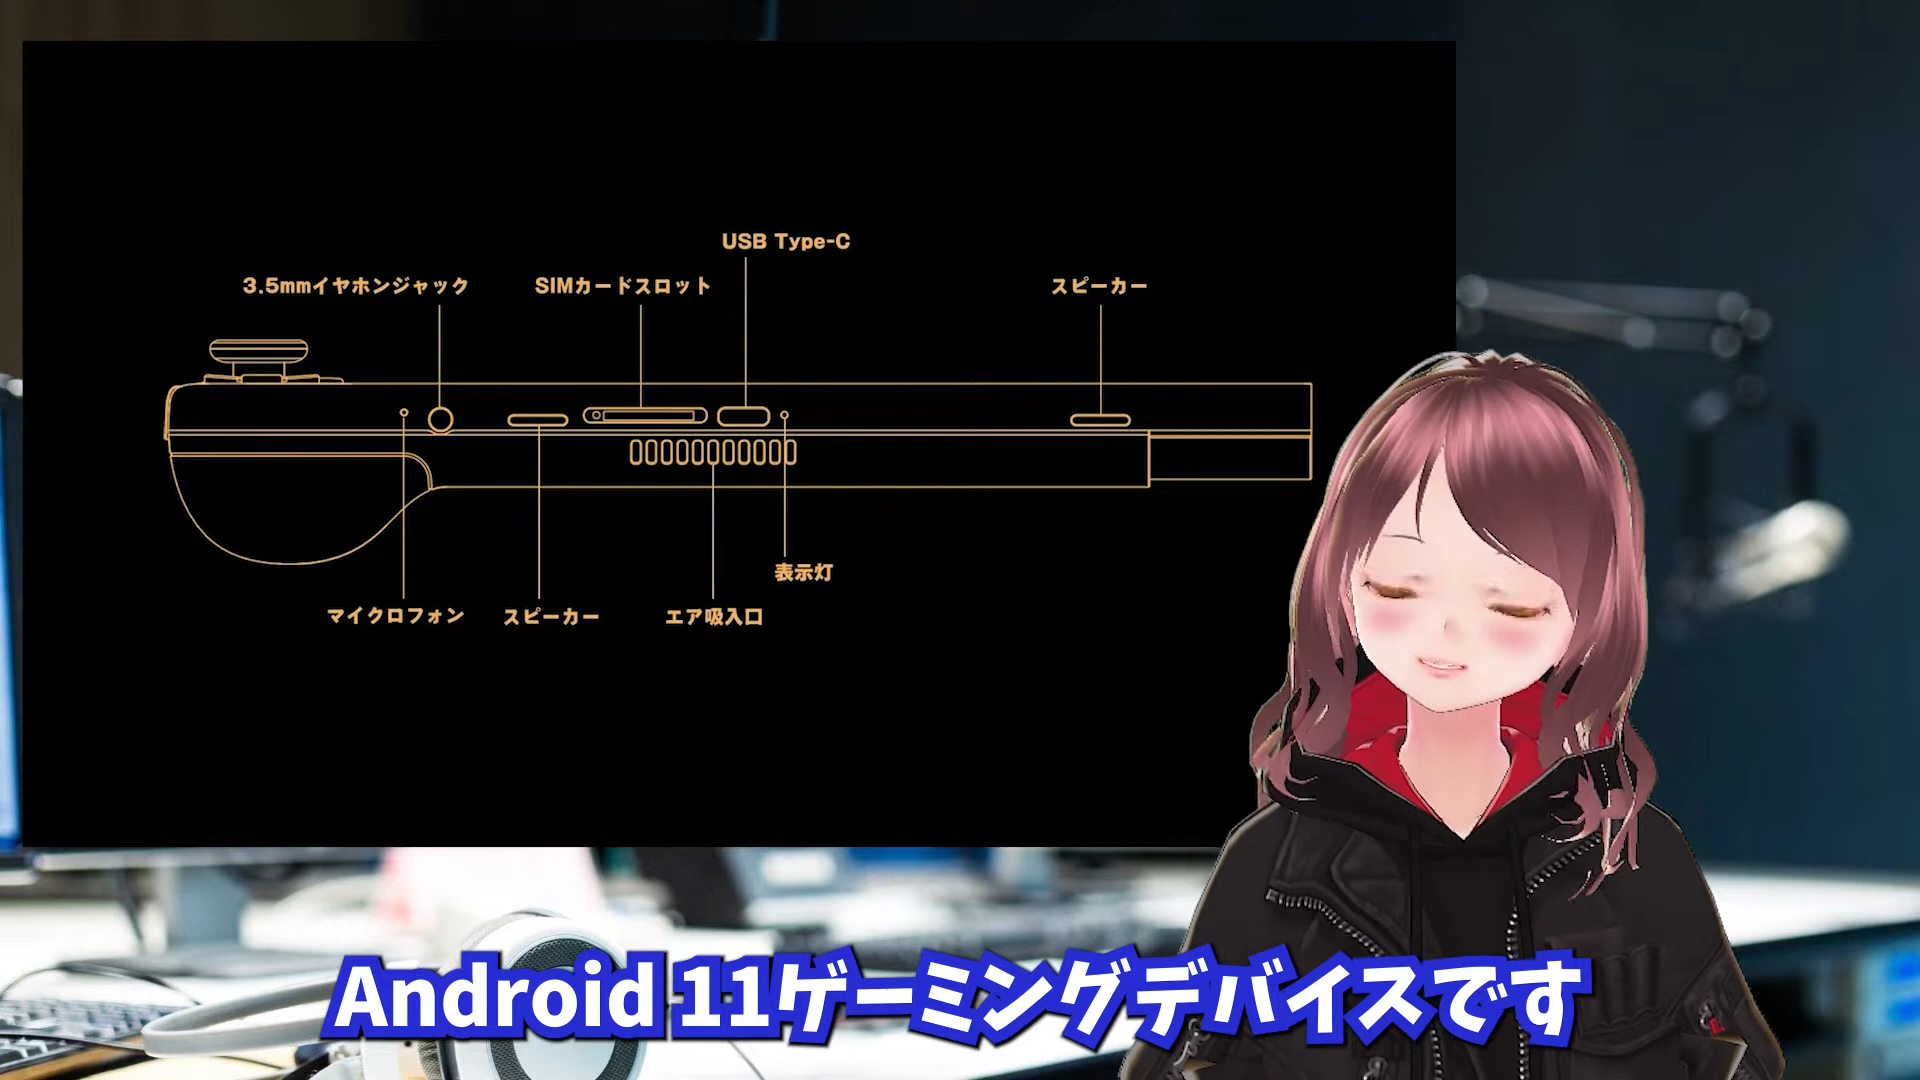 USB Type-C
3.5mmイヤホンジャック
SIMカードスロット
スピーカー
表示灯
マイクロフォン
スピーカー
エア吸入口
Android 11ゲーミングデバイスです